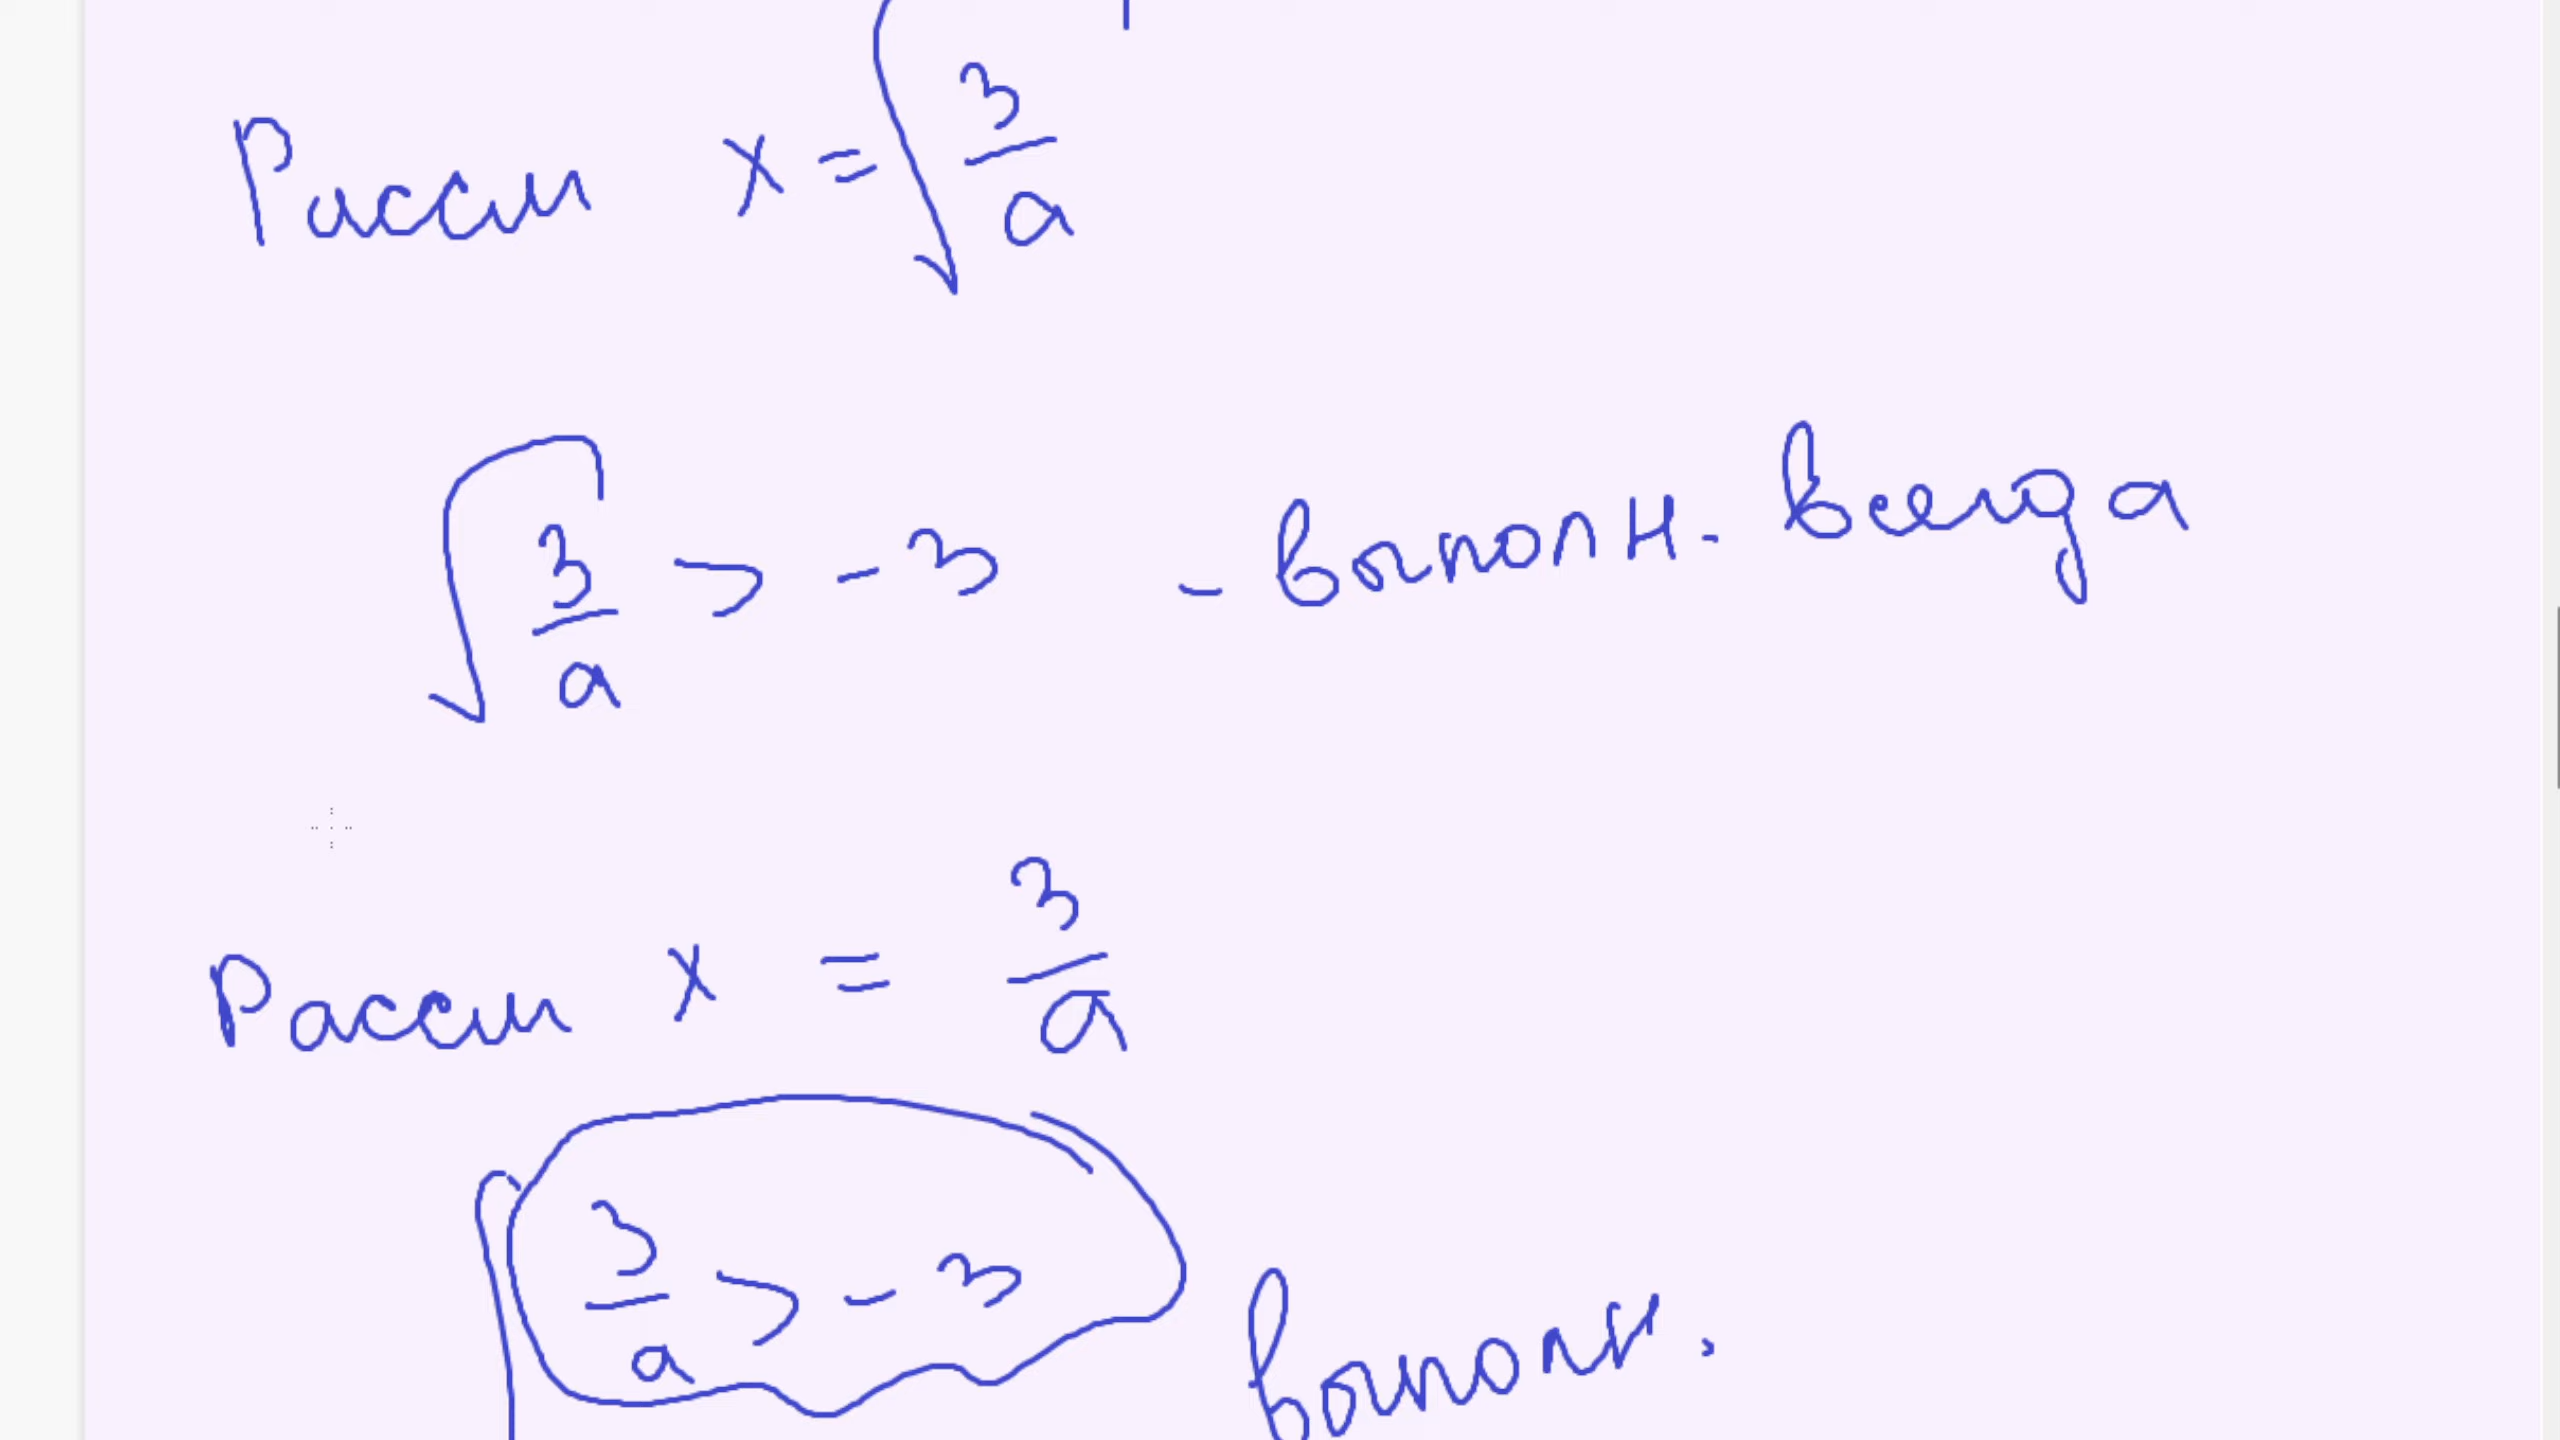 Рассм x = √(3/a)
√(3/a) > -3 - выполн. всегда
Рассм x = 3/a
3/a > -3 выполн.